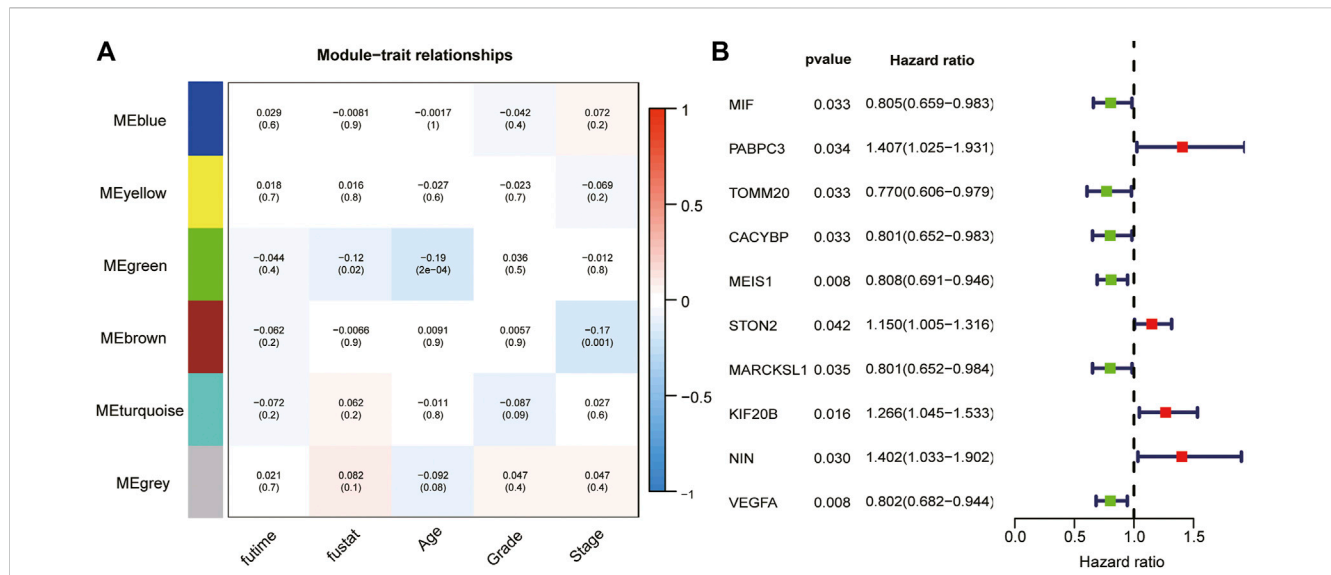 A
Module−trait relationships
MEblue
0.029
(0.6)
−0.0081
(0.9)
−0.0017
(1)
−0.042
(0.4)
0.072
(0.2)
MEyellow
0.018
(0.7)
0.016
(0.8)
−0.027
(0.6)
−0.023
(0.7)
−0.069
(0.2)
MEgreen
−0.044
(0.4)
−0.12
(0.02)
−0.19
(2e−04)
0.036
(0.5)
−0.012
(0.8)
MEbrown
−0.062
(0.2)
−0.0066
(0.9)
0.0091
(0.9)
0.0057
(0.9)
−0.17
(0.001)
MEturquoise
−0.072
(0.2)
0.062
(0.2)
−0.011
(0.8)
−0.087
(0.09)
0.027
(0.6)
MEgrey
0.021
(0.7)
0.082
(0.1)
−0.092
(0.08)
0.047
(0.4)
0.047
(0.4)
futime
fustat
Age
Grade
Stage
1
0.5
0
−0.5
−1
B
pvalue Hazard ratio
MIF 0.033 0.805(0.659−0.983)
PABPC3 0.034 1.407(1.025−1.931)
TOMM20 0.033 0.770(0.606−0.979)
CACYBP 0.033 0.801(0.652−0.983)
MEIS1 0.008 0.808(0.691−0.946)
STON2 0.042 1.150(1.005−1.316)
MARCKSL1 0.035 0.801(0.652−0.984)
KIF20B 0.016 1.266(1.045−1.533)
NIN 0.030 1.402(1.033−1.902)
VEGFA 0.008 0.802(0.682−0.944)
0.0 0.5 1.0 1.5
Hazard ratio